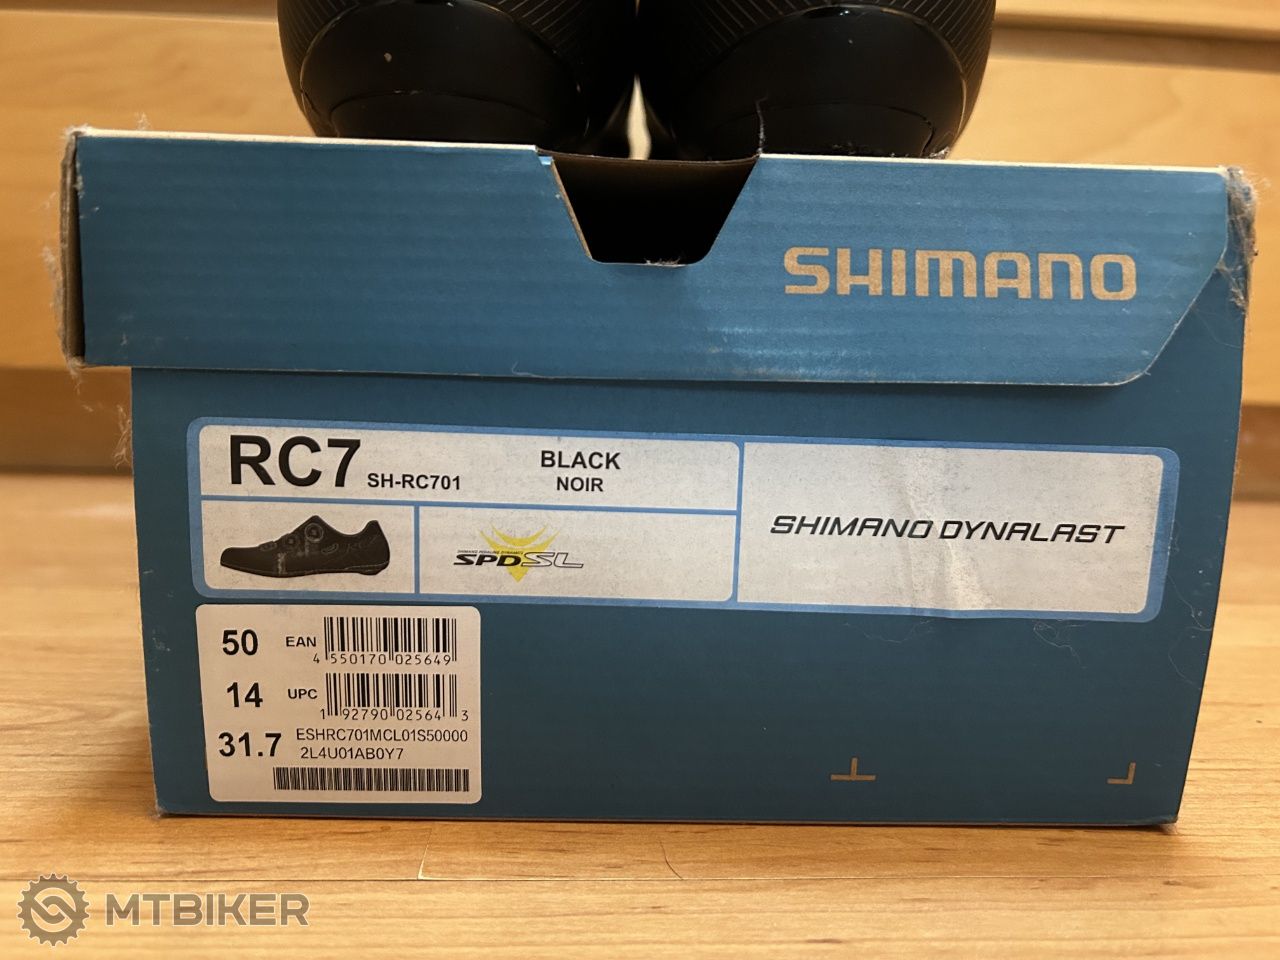 SHIMANO
RC7 SH-RC701
BLACK
NOIR
SHIMANO PEDALING DYNAMICS
SPD-SL
SHIMANO DYNALAST
50 EAN
4 550170 025649
14 UPC
1 92790 02564 3
31.7 ESHRC701MCL01S50000
2L4U01AB0Y7
MTBIKER